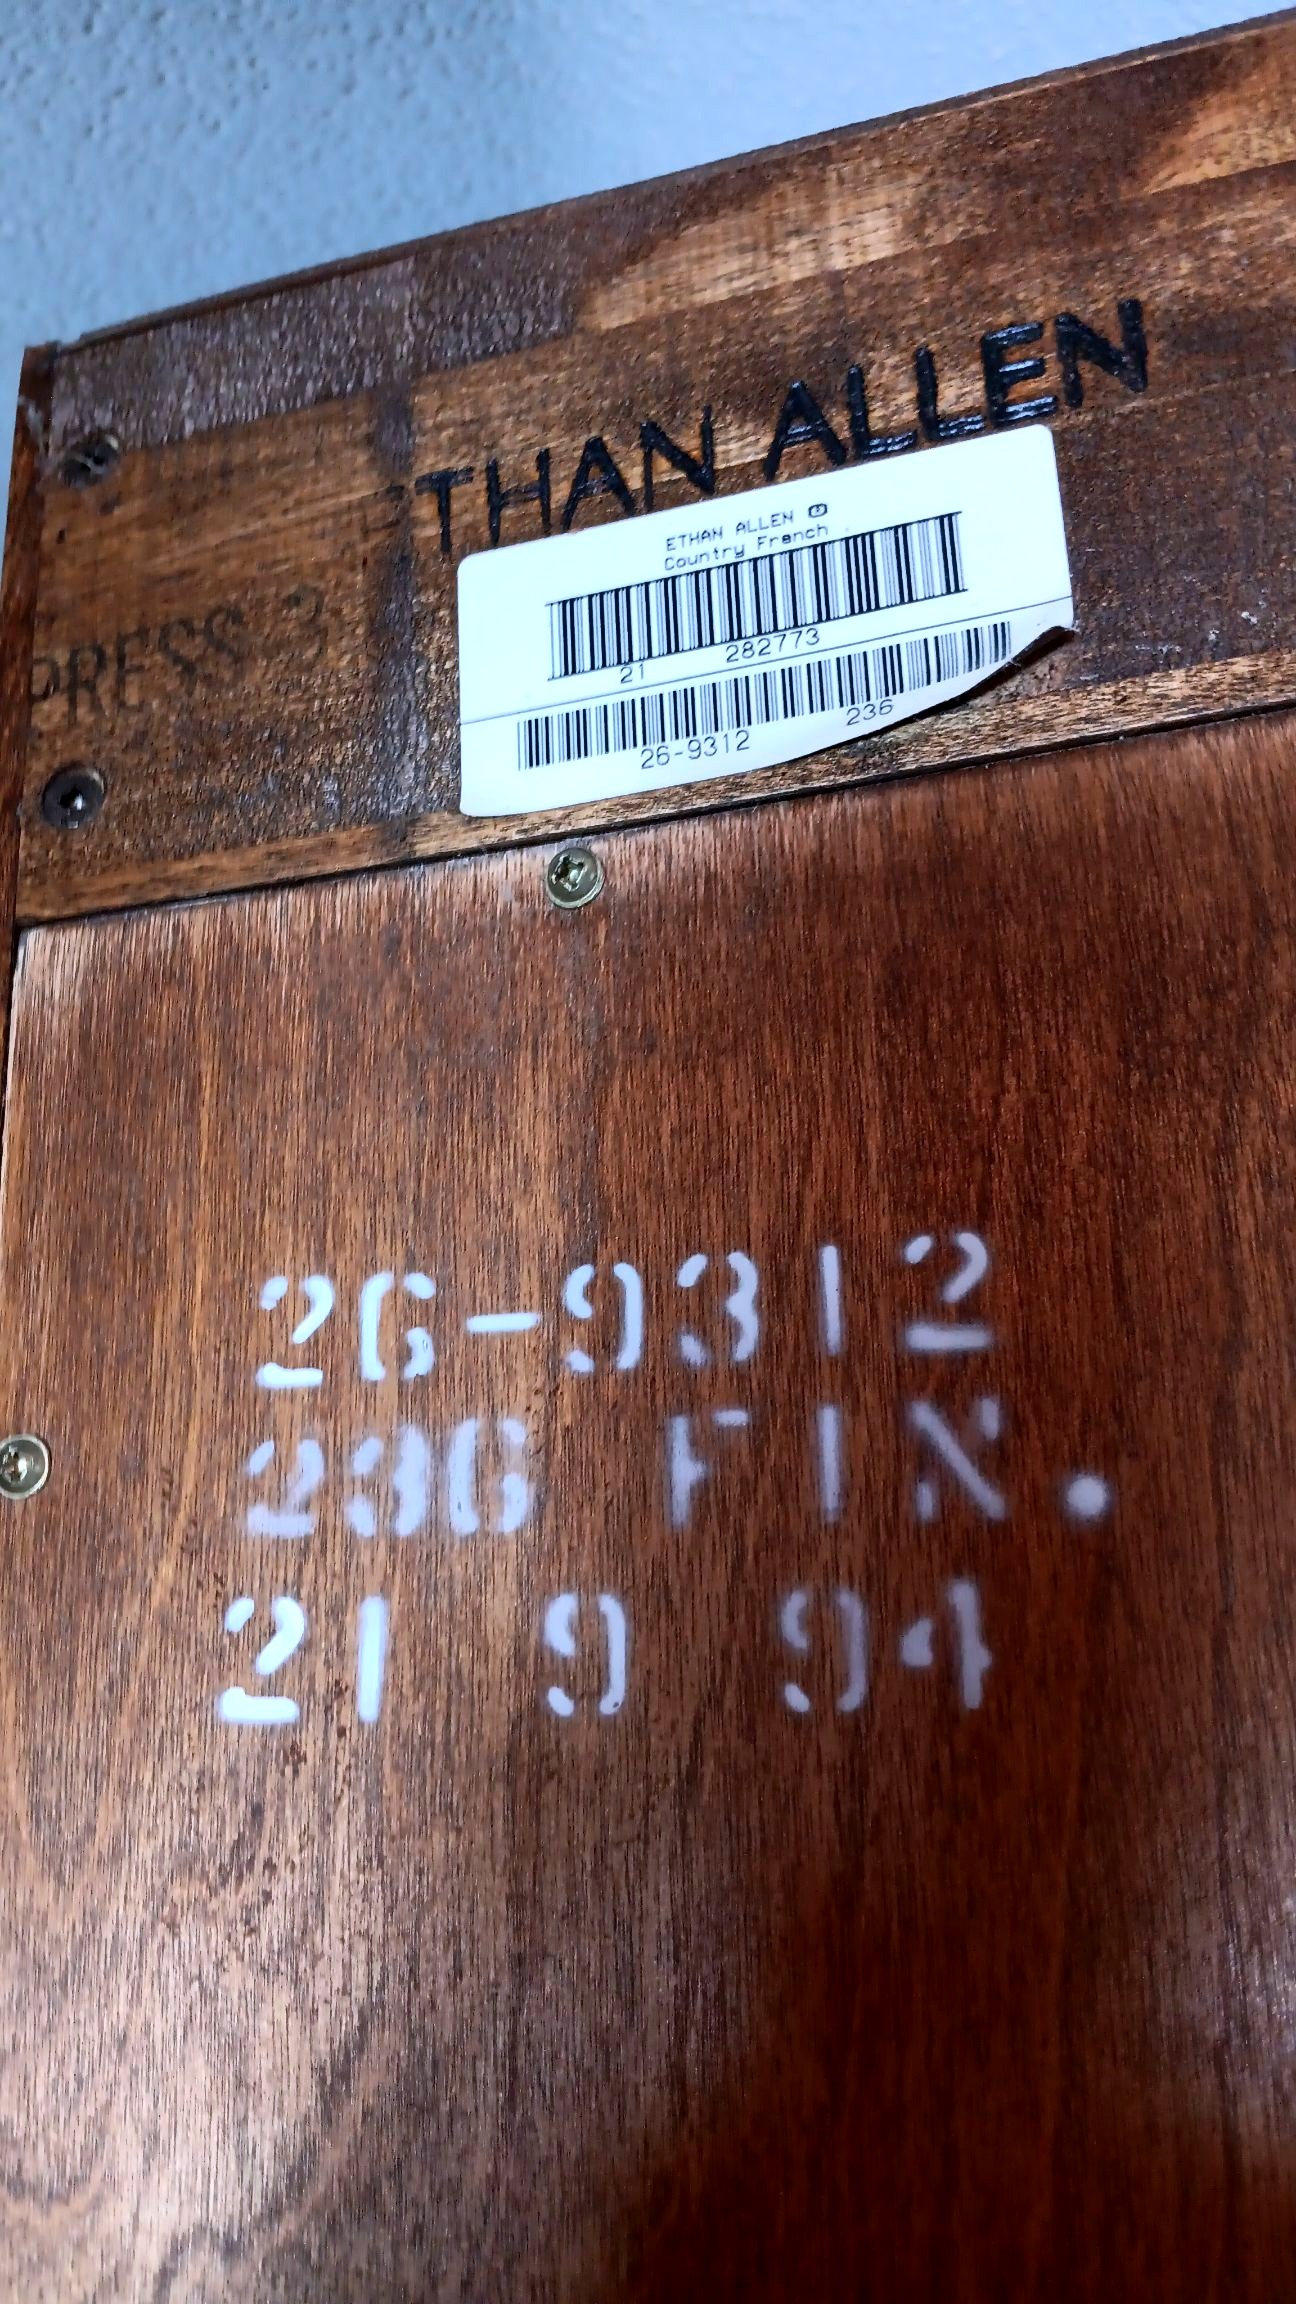 THAN ALLEN
ETHAN ALLEN
Country French
21 282773
26-9312 236
PRESS 3
26-9312
236 FIX.
21 9 94